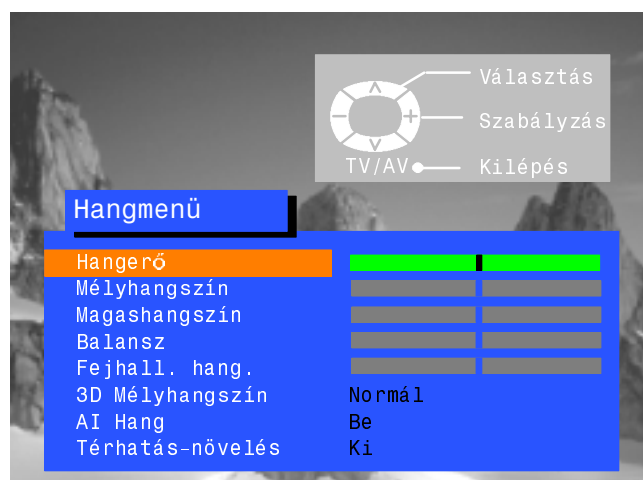 Választás
Szabályzás
TV/AV Kilépés
Hangmenü
Hangerő
Mélyhangszín
Magashangszín
Balansz
Fejhall. hang.
3D Mélyhangszín Normál
AI Hang Be
Térhatás-növelés Ki